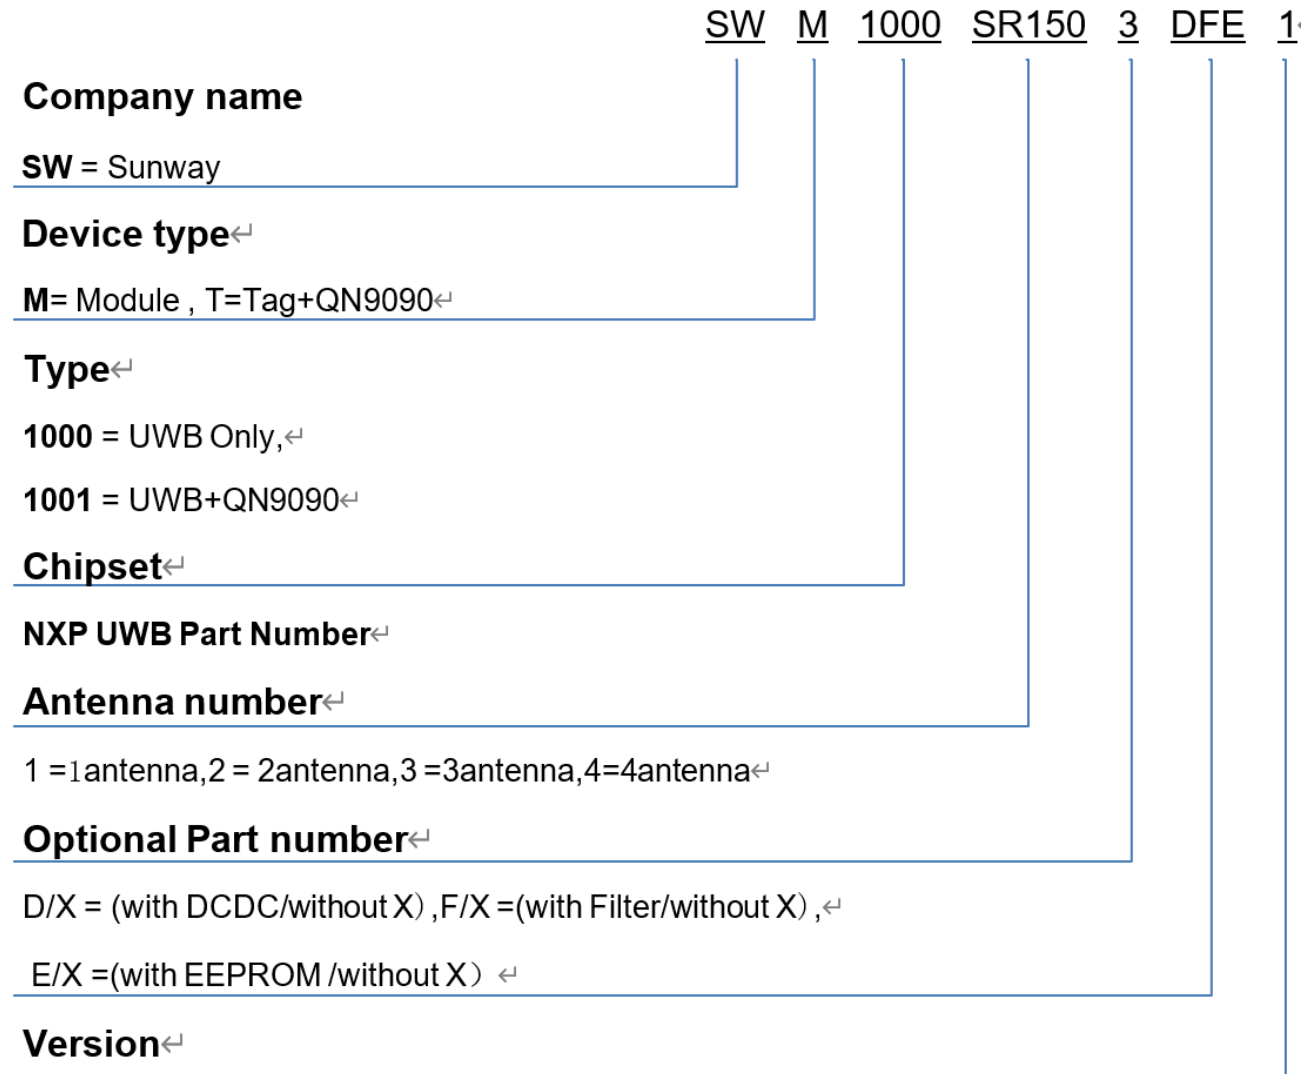 SW M 1000 SR150 3 DFE 1
Company name
SW = Sunway
Device type↵
M= Module , T=Tag+QN9090↵
Type↵
1000 = UWB Only,↵
1001 = UWB+QN9090↵
Chipset↵
NXP UWB Part Number↵
Antenna number↵
1 =1antenna,2 = 2antenna,3 =3antenna,4=4antenna↵
Optional Part number↵
D/X = (with DCDC/without X）,F/X =(with Filter/without X）,↵
E/X =(with EEPROM /without X） ↵
Version↵